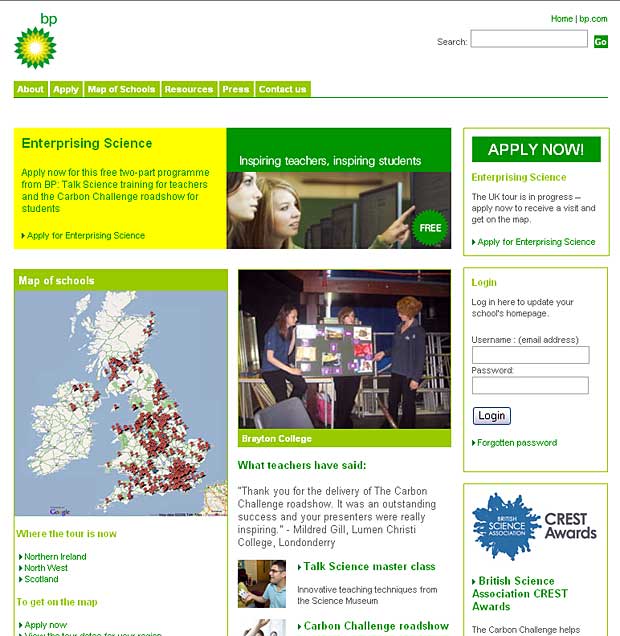 bp
Home | bp.com
Search:
Go
About
Apply
Map of Schools
Resources
Press
Contact us
Enterprising Science
Apply now for this free two-part programme
from BP: Talk Science training for teachers
and the Carbon Challenge roadshow for
students
Apply for Enterprising Science
Inspiring teachers, inspiring students
FREE
APPLY NOW!
Enterprising Science
The UK tour is in progress –
apply now to receive a visit and
get on the map.
Apply for Enterprising Science
Map of schools
Google
Where the tour is now
Northern Ireland
North West
Scotland
To get on the map
Apply now
View the tour dates for your region
Brayton College
What teachers have said:
"Thank you for the delivery of The Carbon
Challenge roadshow. It was an outstanding
success and your presenters were really
inspiring." - Mildred Gill, Lumen Christi
College, Londonderry
Talk Science master class
Innovative teaching techniques from
the Science Museum
Carbon Challenge roadshow
Login
Log in here to update your
school's homepage.
Username : (email address)
Password:
Login
Forgotten password
BRITISH
SCIENCE
ASSOCIATION
CREST
Awards
British Science
Association CREST
Awards
The Carbon Challenge helps